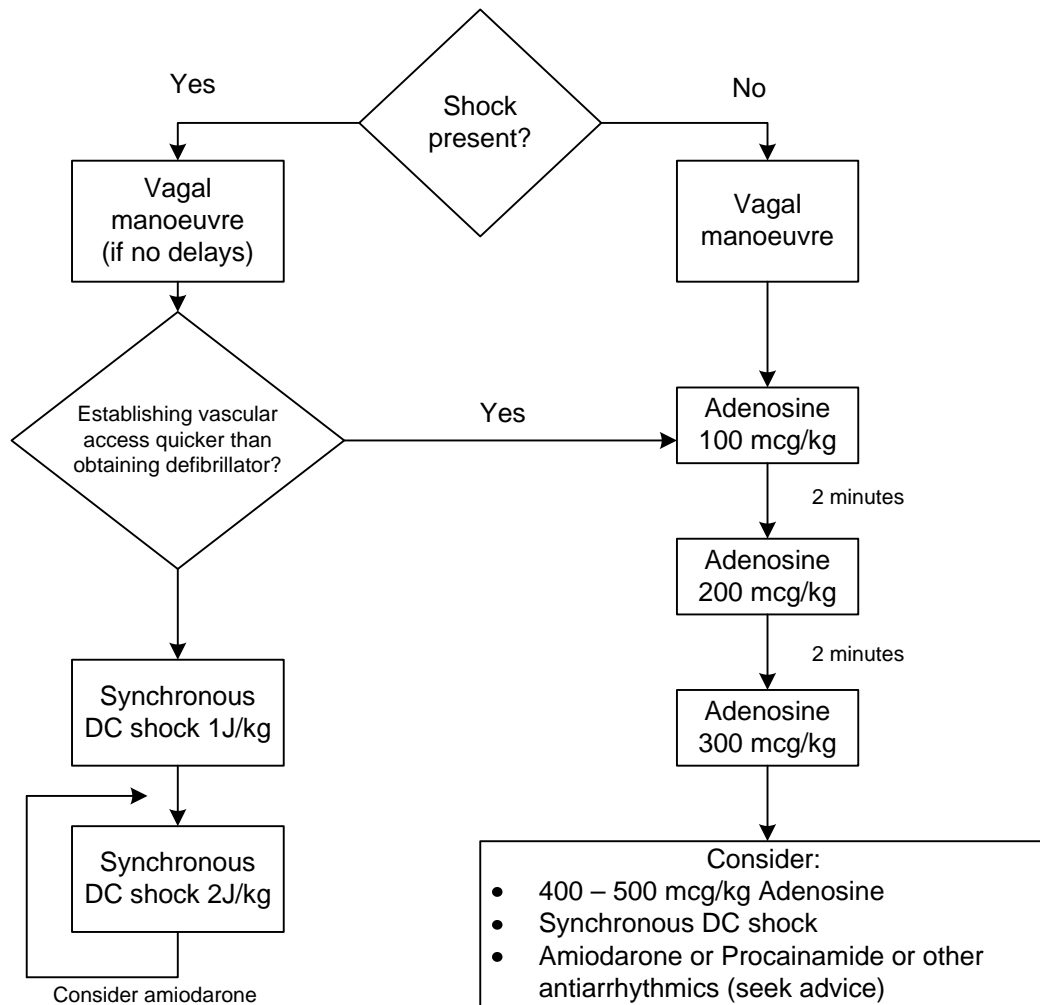 Shock
present?
Yes
No
Vagal
manoeuvre
(if no delays)
Vagal
manoeuvre
Establishing vascular
access quicker than
obtaining defibrillator?
Yes
Adenosine
100 mcg/kg
2 minutes
Adenosine
200 mcg/kg
2 minutes
Adenosine
300 mcg/kg
Synchronous
DC shock 1J/kg
Synchronous
DC shock 2J/kg
Consider amiodarone
Consider:
• 400 – 500 mcg/kg Adenosine
• Synchronous DC shock
• Amiodarone or Procainamide or other
antiarrhythmics (seek advice)